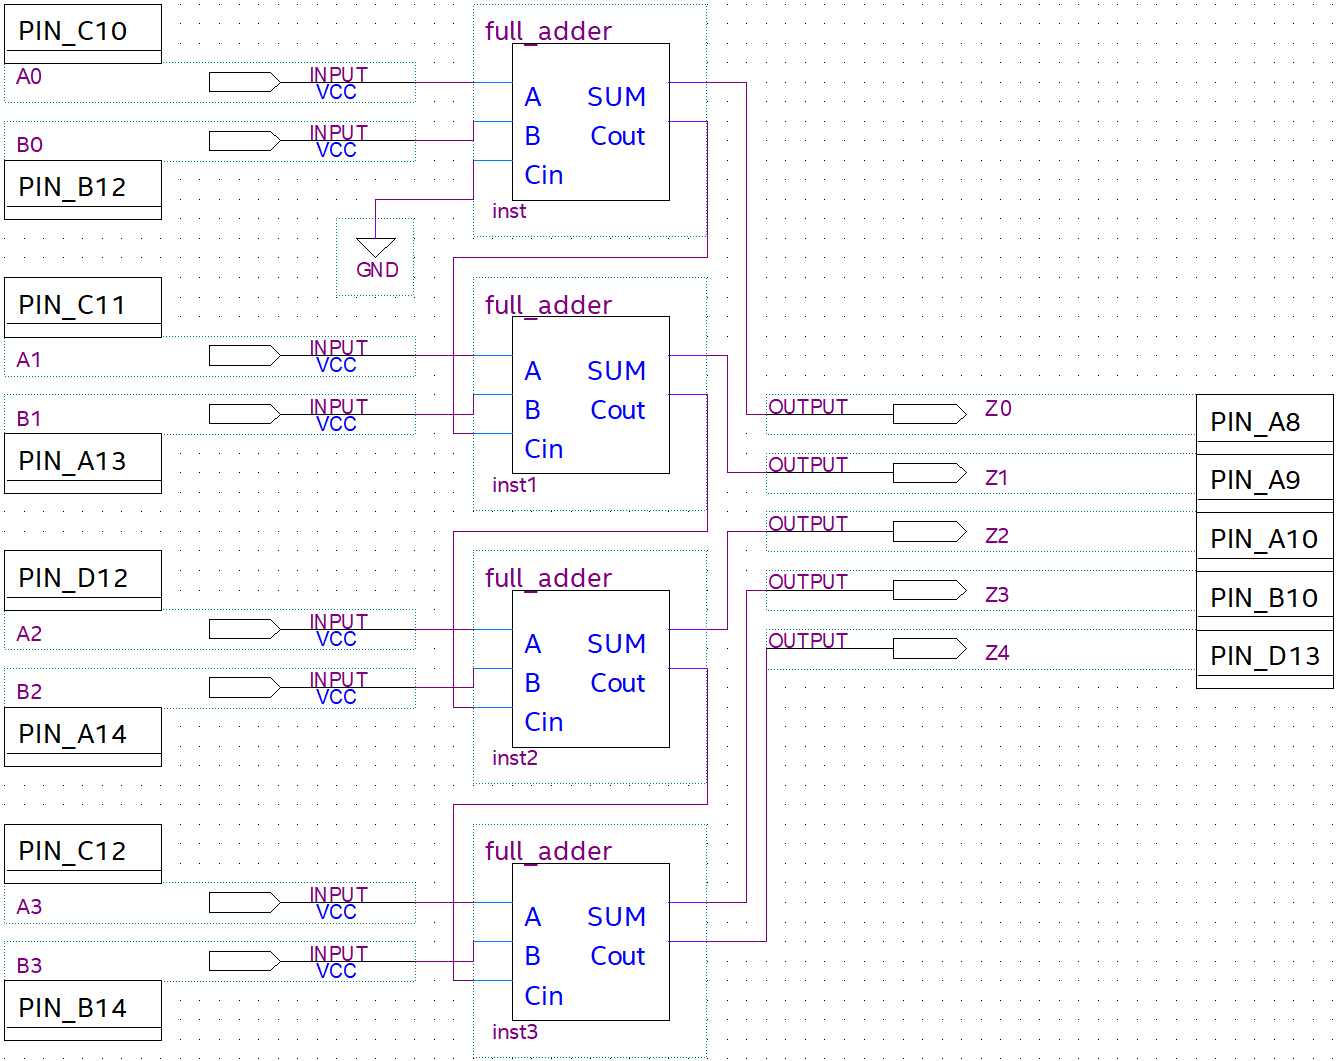 PIN_C10
A0
INPUT
VCC
B0
INPUT
VCC
PIN_B12
GND
full_adder
A SUM
B Cout
Cin
inst
PIN_C11
A1
INPUT
VCC
B1
INPUT
VCC
PIN_A13
full_adder
A SUM
B Cout
Cin
inst1
PIN_D12
A2
INPUT
VCC
B2
INPUT
VCC
PIN_A14
full_adder
A SUM
B Cout
Cin
inst2
PIN_C12
A3
INPUT
VCC
B3
INPUT
VCC
PIN_B14
full_adder
A SUM
B Cout
Cin
inst3
OUTPUT Z0 PIN_A8
OUTPUT Z1 PIN_A9
OUTPUT Z2 PIN_A10
OUTPUT Z3 PIN_B10
OUTPUT Z4 PIN_D13